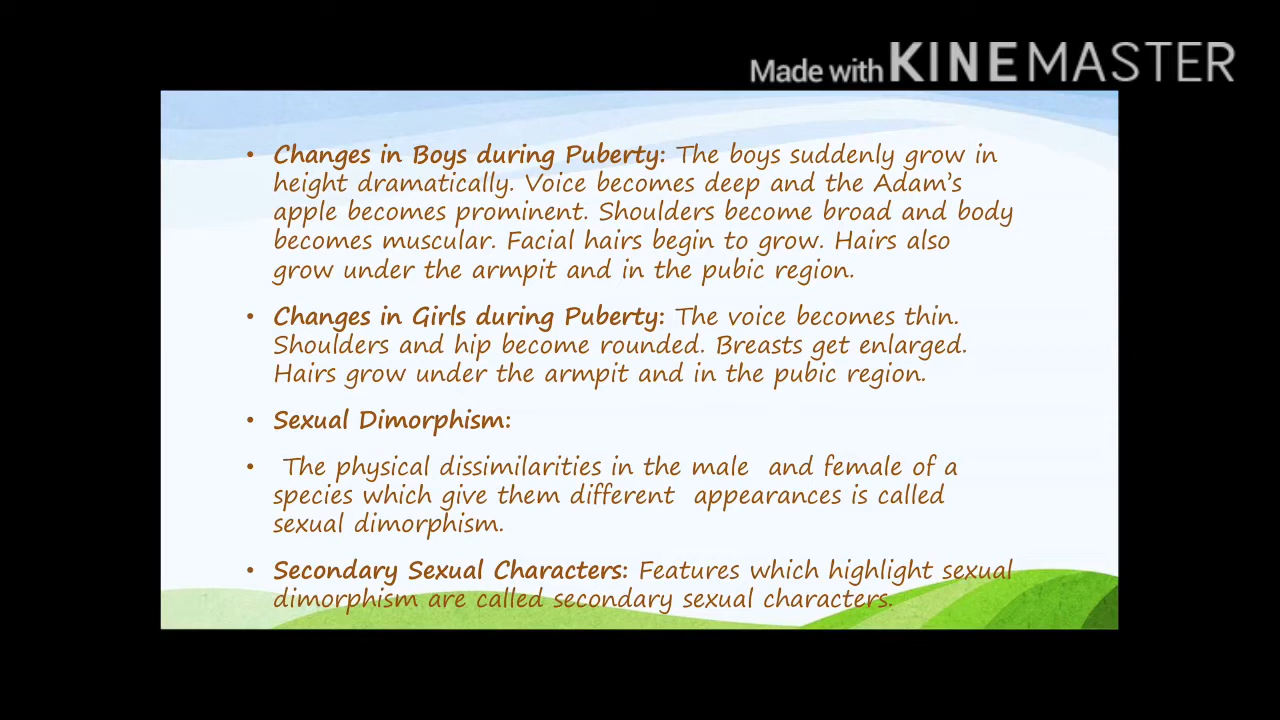 Made with KINEMASTER
• Changes in Boys during Puberty: The boys suddenly grow in
height dramatically. Voice becomes deep and the Adam's
apple becomes prominent. Shoulders become broad and body
becomes muscular. Facial hairs begin to grow. Hairs also
grow under the armpit and in the pubic region.
• Changes in Girls during Puberty: The voice becomes thin.
Shoulders and hip become rounded. Breasts get enlarged.
Hairs grow under the armpit and in the pubic region.
• Sexual Dimorphism:
• The physical dissimilarities in the male and female of a
species which give them different appearances is called
sexual dimorphism.
• Secondary Sexual Characters: Features which highlight sexual
dimorphism are called secondary sexual characters.